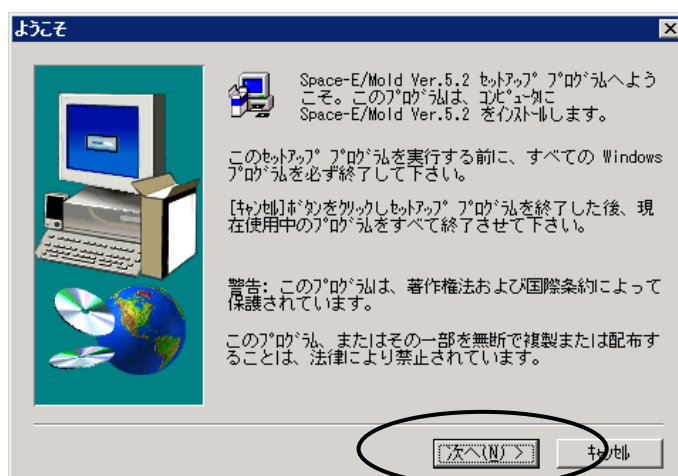 ようこそ
Space-E/Mold Ver.5.2 ｾｯﾄｱｯﾌﾟ ﾌﾟﾛｸﾞﾗﾑへよう
こそ。このﾌﾟﾛｸﾞﾗﾑは、ｺﾝﾋﾟｭｰﾀに
Space-E/Mold Ver.5.2 をｲﾝｽﾄｰﾙします。
このｾｯﾄｱｯﾌﾟ ﾌﾟﾛｸﾞﾗﾑを実行する前に、すべての Windows
ﾌﾟﾛｸﾞﾗﾑを必ず終了して下さい。
[ｷｬﾝｾﾙ]ﾎﾞﾀﾝをｸﾘｯｸしｾｯﾄｱｯﾌﾟ ﾌﾟﾛｸﾞﾗﾑを終了した後、現
在使用中のﾌﾟﾛｸﾞﾗﾑをすべて終了させて下さい。
警告: このﾌﾟﾛｸﾞﾗﾑは、著作権法および国際条約によって
保護されています。
このﾌﾟﾛｸﾞﾗﾑ、またはその一部を無断で複製または配布す
ることは、法律により禁止されています。
次へ(N) > ｷｬﾝｾﾙ